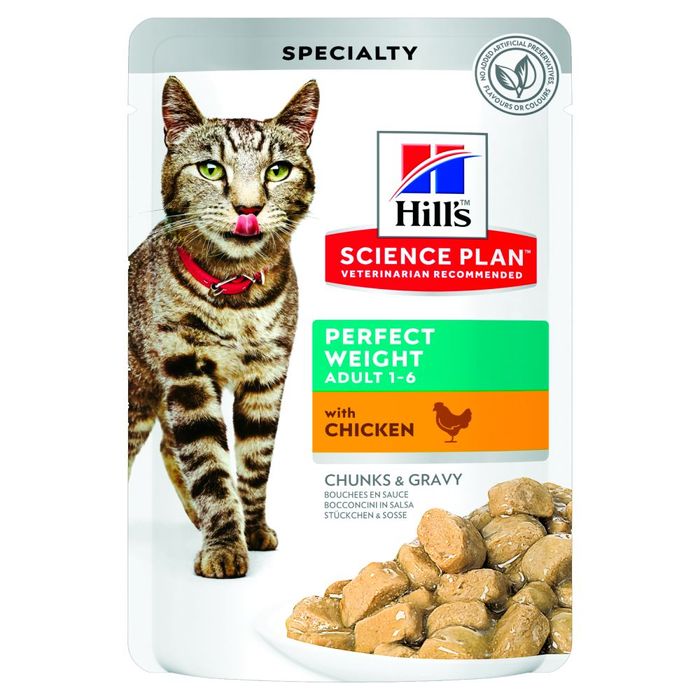 SPECIALTY
NO ADDED ARTIFICIAL PRESERVATIVES,
FLAVOURS OR COLOURS
Hill's™
SCIENCE PLAN™
VETERINARIAN RECOMMENDED
PERFECT
WEIGHT
ADULT 1-6
with
CHICKEN
CHUNKS & GRAVY
BOUCHEES EN SAUCE
BOCCONCINI IN SALSA
STÜCKCHEN & SOSSE